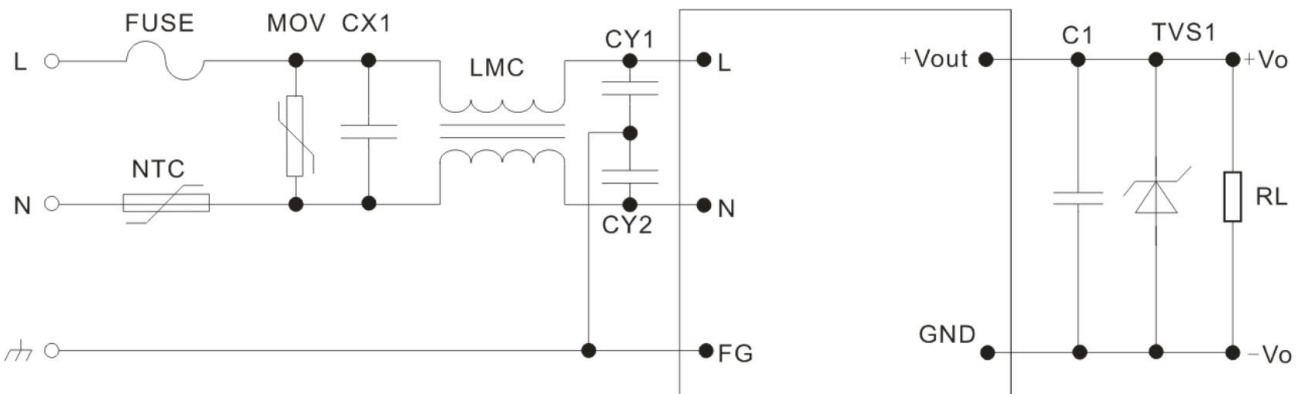 FUSE MOV CX1 C1 TVS1
CY1
L LMC L +Vout +Vo
NTC
N N RL
CY2
GND
FG −Vo